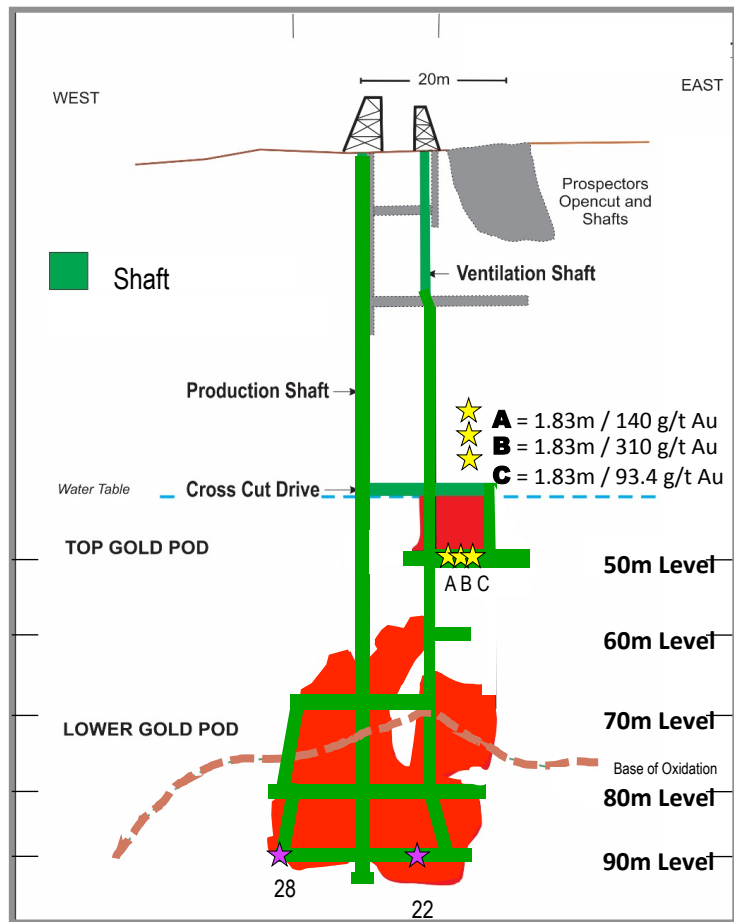 20m
WEST
EAST
Prospectors
Opencut and
Shafts
Shaft
Ventilation Shaft
Production Shaft
A = 1.83m / 140 g/t Au
B = 1.83m / 310 g/t Au
C = 1.83m / 93.4 g/t Au
Water Table
Cross Cut Drive
TOP GOLD POD
50m Level
A B C
60m Level
70m Level
LOWER GOLD POD
Base of Oxidation
80m Level
90m Level
28
22